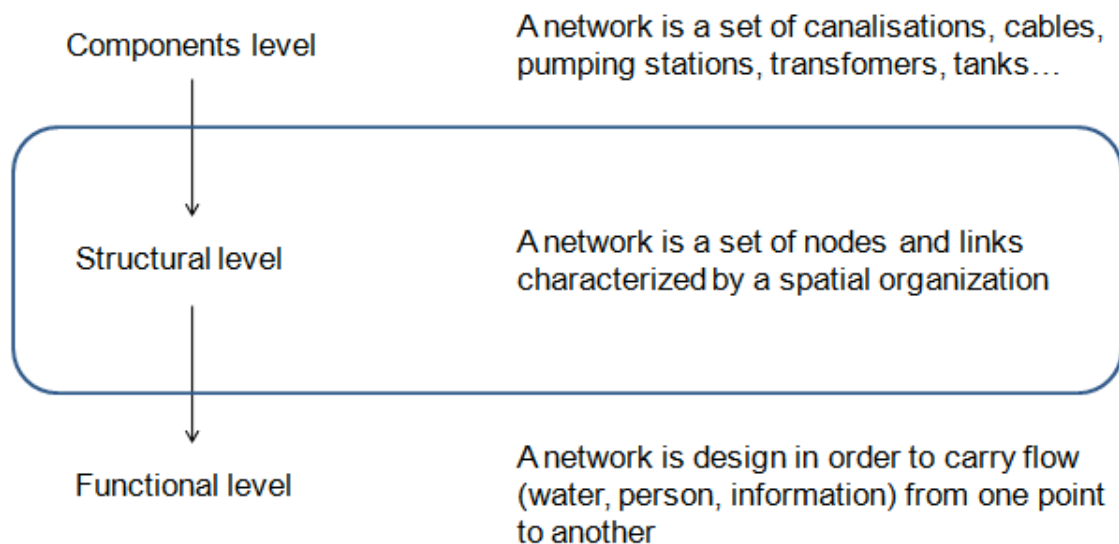 Components level
A network is a set of canalisations, cables,
pumping stations, transfomers, tanks…
Structural level
A network is a set of nodes and links
characterized by a spatial organization
Functional level
A network is design in order to carry flow
(water, person, information) from one point
to another